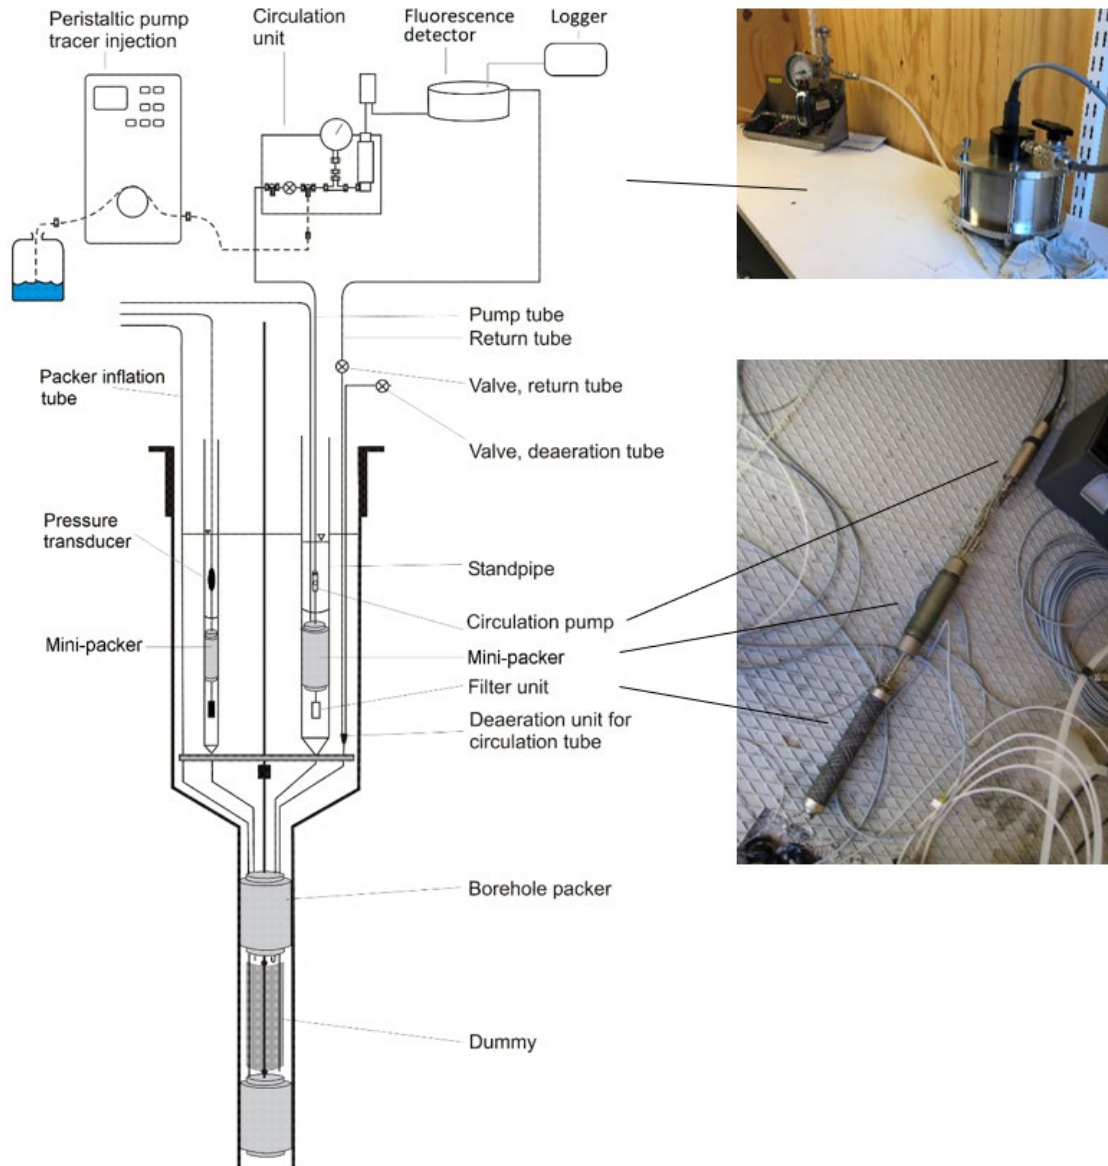 Peristaltic pump
tracer injection
Circulation
unit
Fluorescence
detector
Logger
Pump tube
Return tube
Packer inflation
tube
Valve, return tube
Valve, deaeration tube
Pressure
transducer
Standpipe
Circulation pump
Mini-packer
Mini-packer
Filter unit
Deaeration unit for
circulation tube
Borehole packer
Dummy